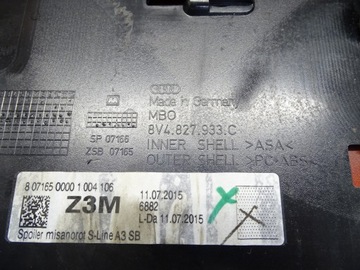 Made in Germany
MBO
8V4.827.933.C
SP 07166
ZSB 07165
INNER SHELL >ASA<
OUTER SHELL >PC+ABS<
8 07165 0000 1 004 106
11.07.2015
Z3M
6882
L-Da 11.07.2015
Spoiler misanorot S-Line A3 SB